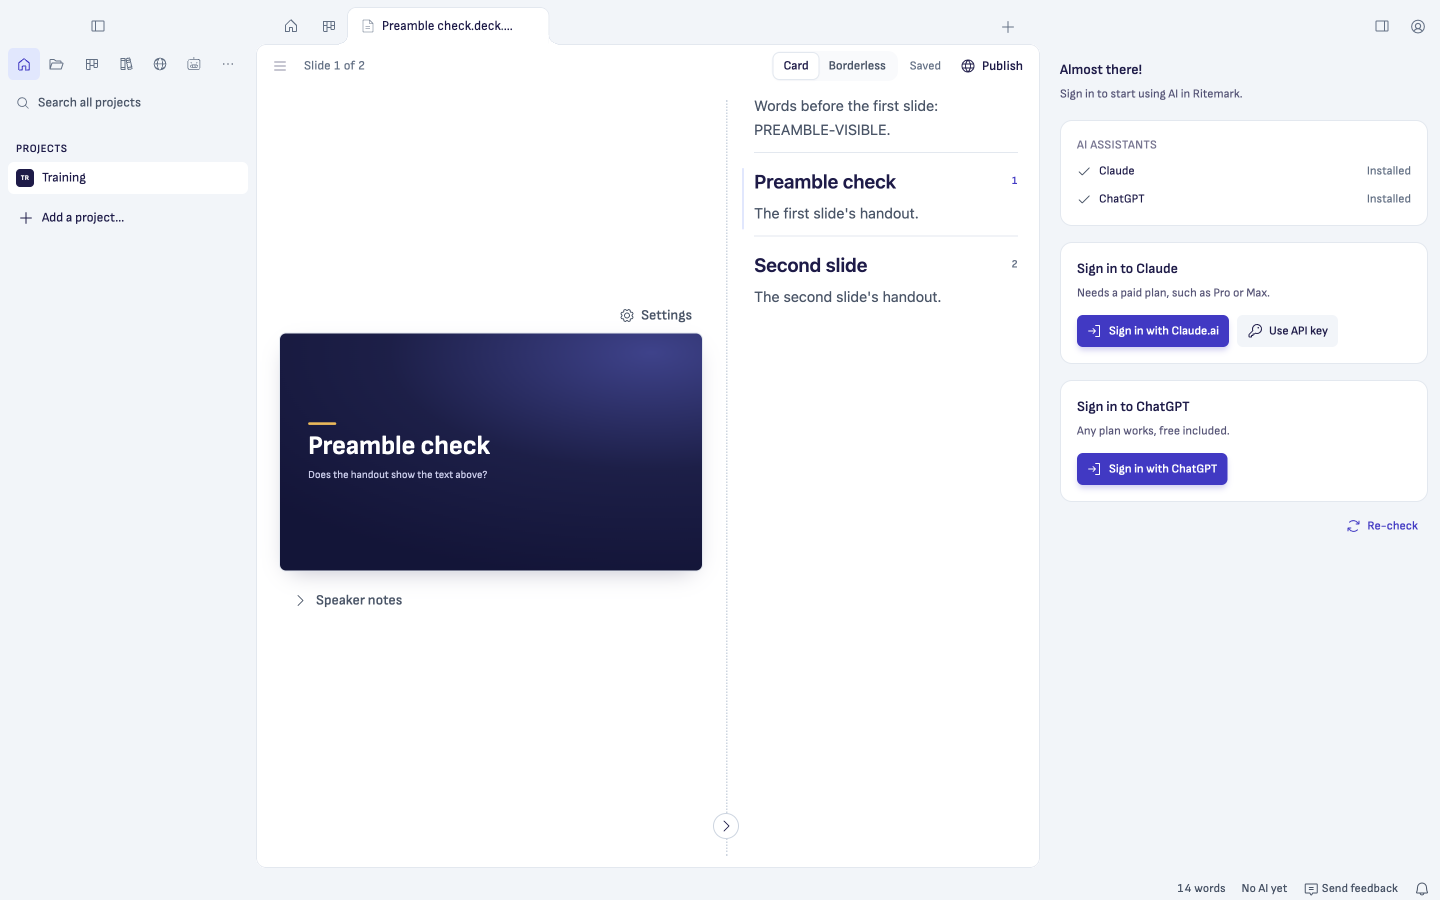 Preamble check.deck....
Search all projects
PROJECTS
TR
Training
Add a project...
Slide 1 of 2
Card
Borderless
Saved
Publish
Settings
Preamble check
Does the handout show the text above?
Speaker notes
Words before the first slide:
PREAMBLE-VISIBLE.
Preamble check
1
The first slide's handout.
Second slide
2
The second slide's handout.
Almost there!
Sign in to start using AI in Ritemark.
AI ASSISTANTS
Claude
Installed
ChatGPT
Installed
Sign in to Claude
Needs a paid plan, such as Pro or Max.
Sign in with Claude.ai
Use API key
Sign in to ChatGPT
Any plan works, free included.
Sign in with ChatGPT
Re-check
14 words
No AI yet
Send feedback